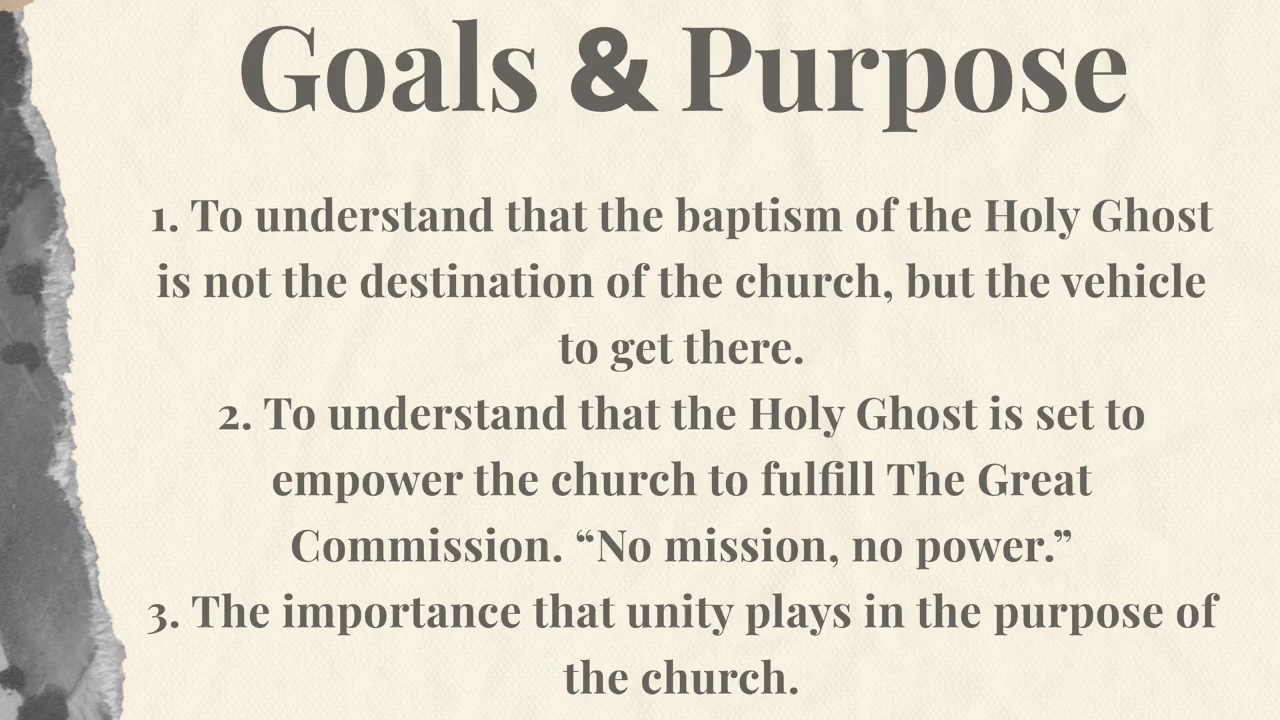 Goals & Purpose
1. To understand that the baptism of the Holy Ghost
is not the destination of the church, but the vehicle
to get there.
2. To understand that the Holy Ghost is set to
empower the church to fulfill The Great
Commission. “No mission, no power.”
3. The importance that unity plays in the purpose of
the church.